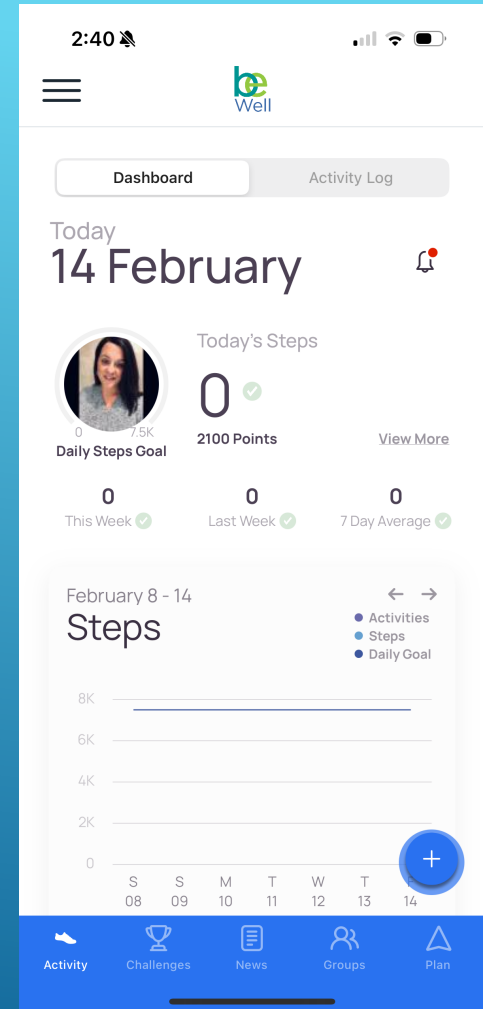 2:40
be
Well
Dashboard
Activity Log
Today
14 February
Today's Steps
0
0
7.5K
2100 Points
View More
Daily Steps Goal
0
0
0
This Week
Last Week
7 Day Average
February 8 - 14
Steps
Activities
Steps
Daily Goal
8K
6K
4K
2K
0
S
S
M
T
W
T
F
08
09
10
11
12
13
14
Activity
Challenges
News
Groups
Plan